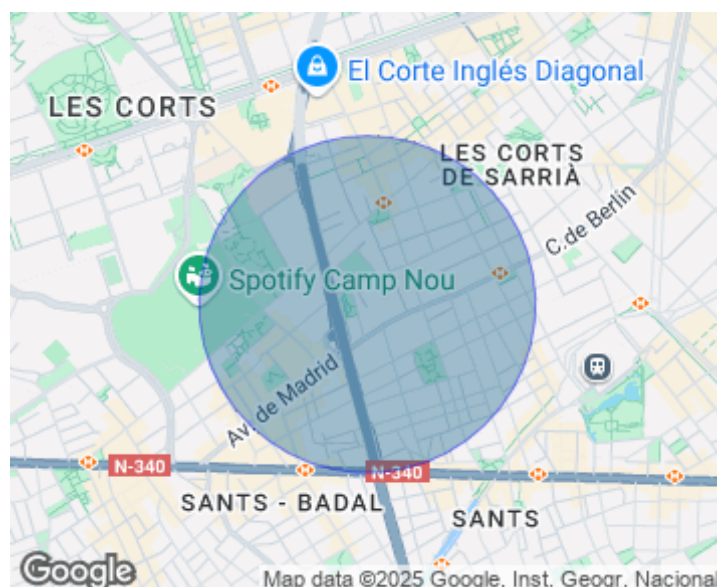 El Corte Inglés Diagonal
LES CORTS
LES CORTS
DE SARRIÀ
C. de Berlín
Spotify Camp Nou
Av. de Madrid
N-340
N-340
SANTS - BADAL
SANTS
Google
Map data ©2025 Google, Inst. Geogr. Nacional